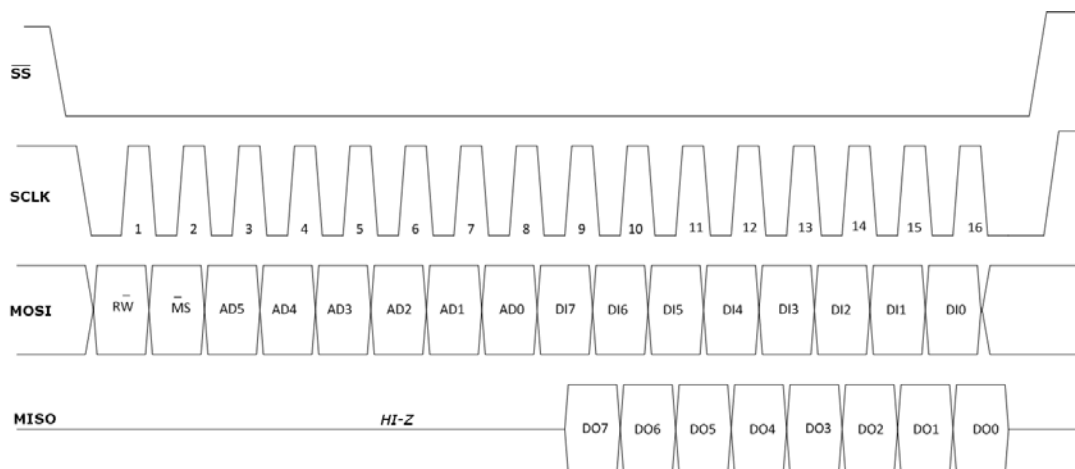 S̅S̅
SCLK
1 2 3 4 5 6 7 8 9 10 11 12 13 14 15 16
MOSI RW̅ M̅S AD5 AD4 AD3 AD2 AD1 AD0 DI7 DI6 DI5 DI4 DI3 DI2 DI1 DI0
MISO HI-Z DO7 DO6 DO5 DO4 DO3 DO2 DO1 DO0